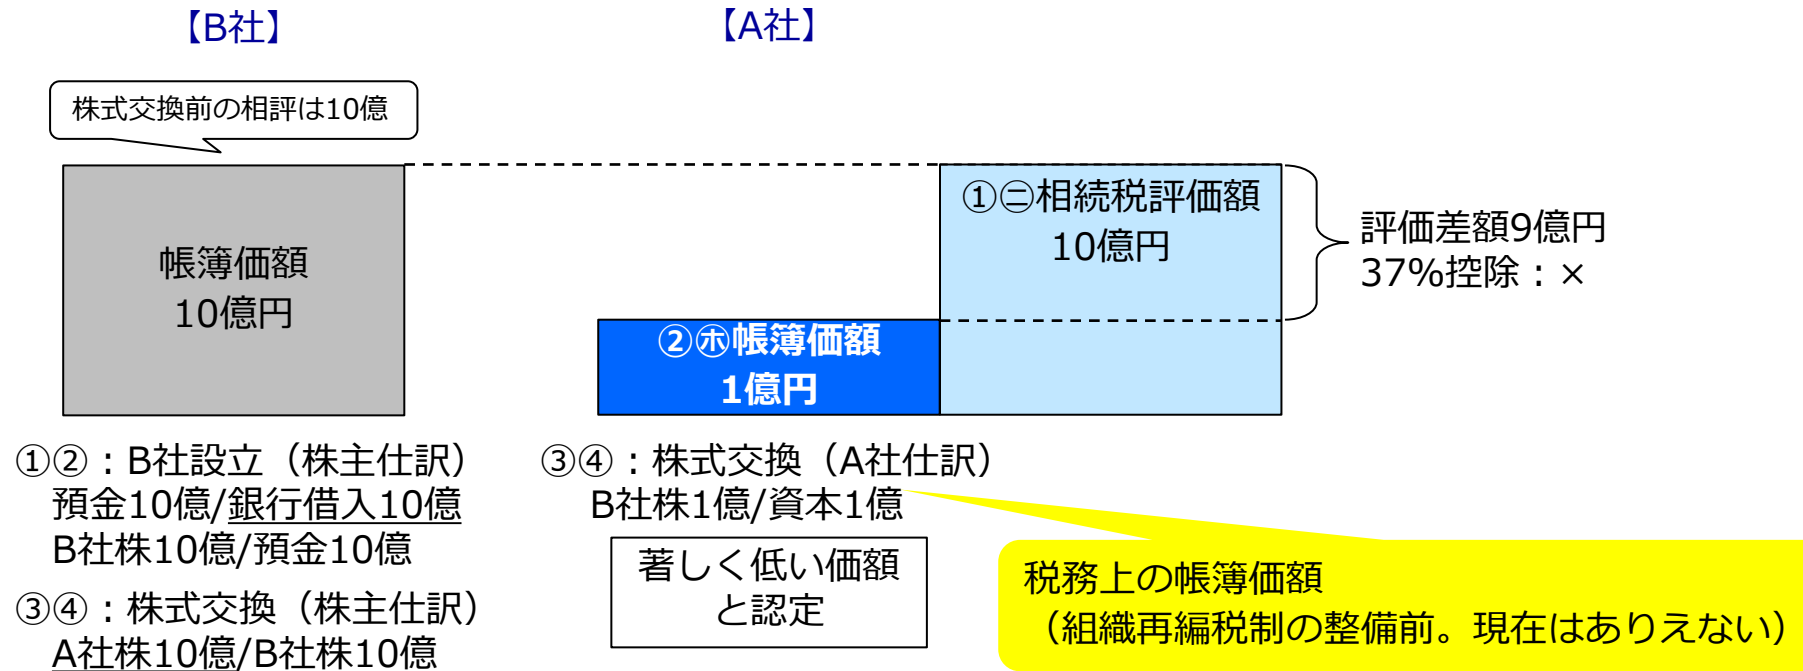 【B社】
【A社】
株式交換前の相評は10億
帳簿価額
10億円
①㊁相続税評価額
10億円
評価差額9億円
37%控除：×
②㋭帳簿価額
1億円
①②：B社設立（株主仕訳）
預金10億/銀行借入10億
B社株10億/預金10億
③④：株式交換（株主仕訳）
A社株10億/B社株10億
③④：株式交換（A社仕訳）
B社株1億/資本1億
著しく低い価額
と認定
税務上の帳簿価額
（組織再編税制の整備前。現在はありえない）